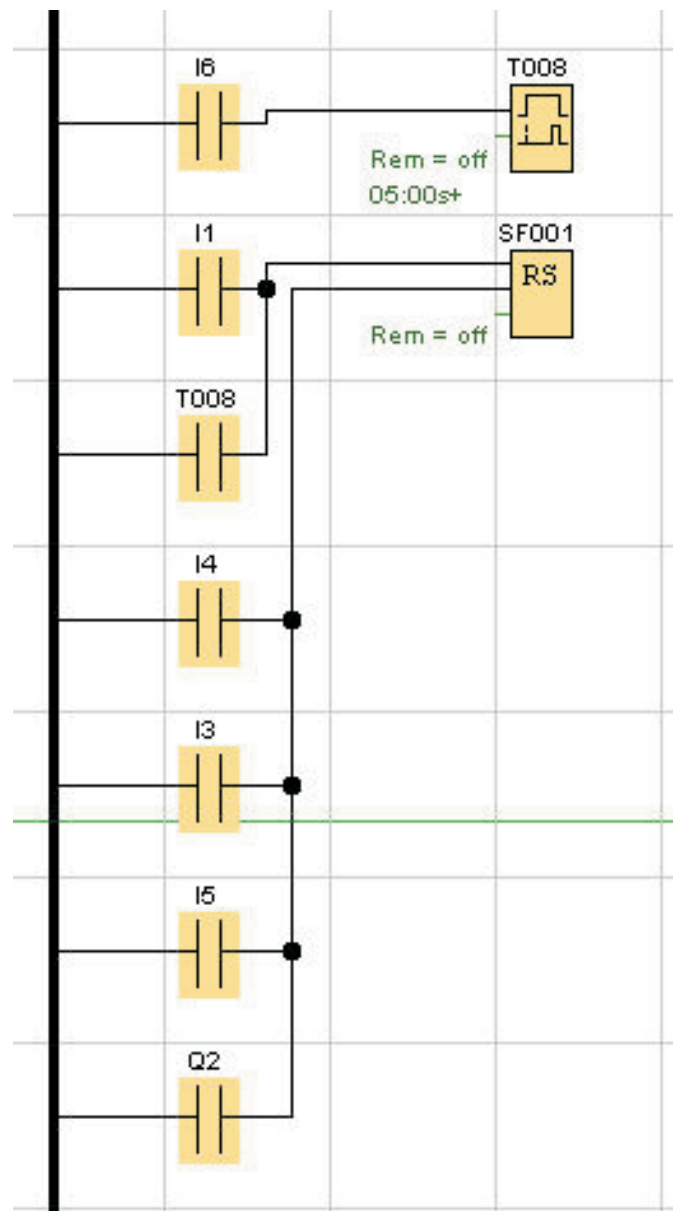 I6
T008
Rem = off
05:00s+
I1
SF001
RS
Rem = off
T008
I4
I3
I5
Q2